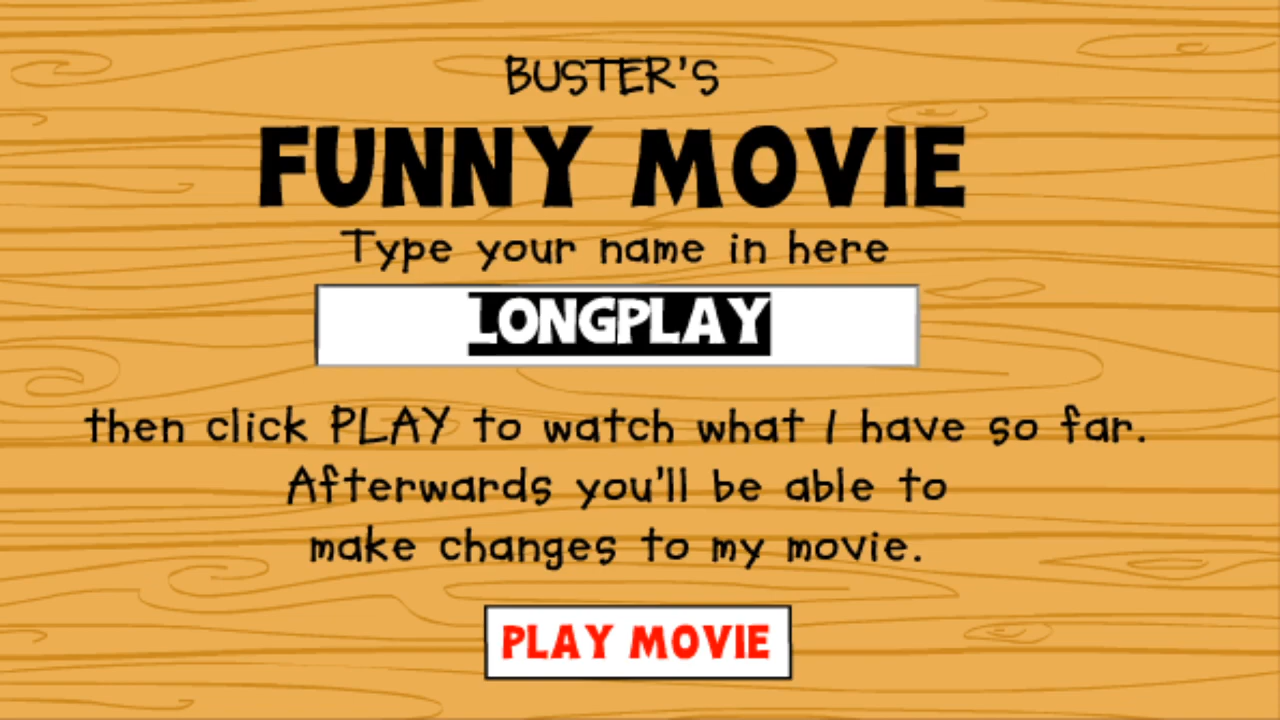 BUSTER'S
FUNNY MOVIE
Type your name in here
LONGPLAY
then click PLAY to watch what I have so far.
Afterwards you'll be able to
make changes to my movie.
PLAY MOVIE